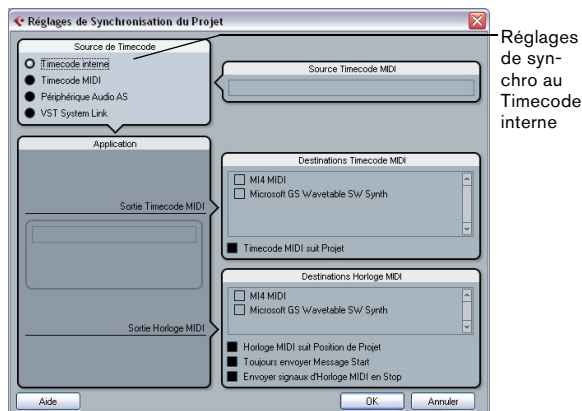 Réglages de Synchronisation du Projet
Source de Timecode
Timecode interne
Timecode MIDI
Périphérique Audio AS
VST System Link
Source Timecode MIDI
Réglages
de syn-
chro au
Timecode
interne
Application
Sortie Timecode MIDI
Sortie Horloge MIDI
Destinations Timecode MIDI
MI4 MIDI
Microsoft GS Wavetable SW Synth
Timecode MIDI suit Projet
Destinations Horloge MIDI
MI4 MIDI
Microsoft GS Wavetable SW Synth
Horloge MIDI suit Position de Projet
Toujours envoyer Message Start
Envoyer signaux d'Horloge MIDI en Stop
Aide
OK
Annuler